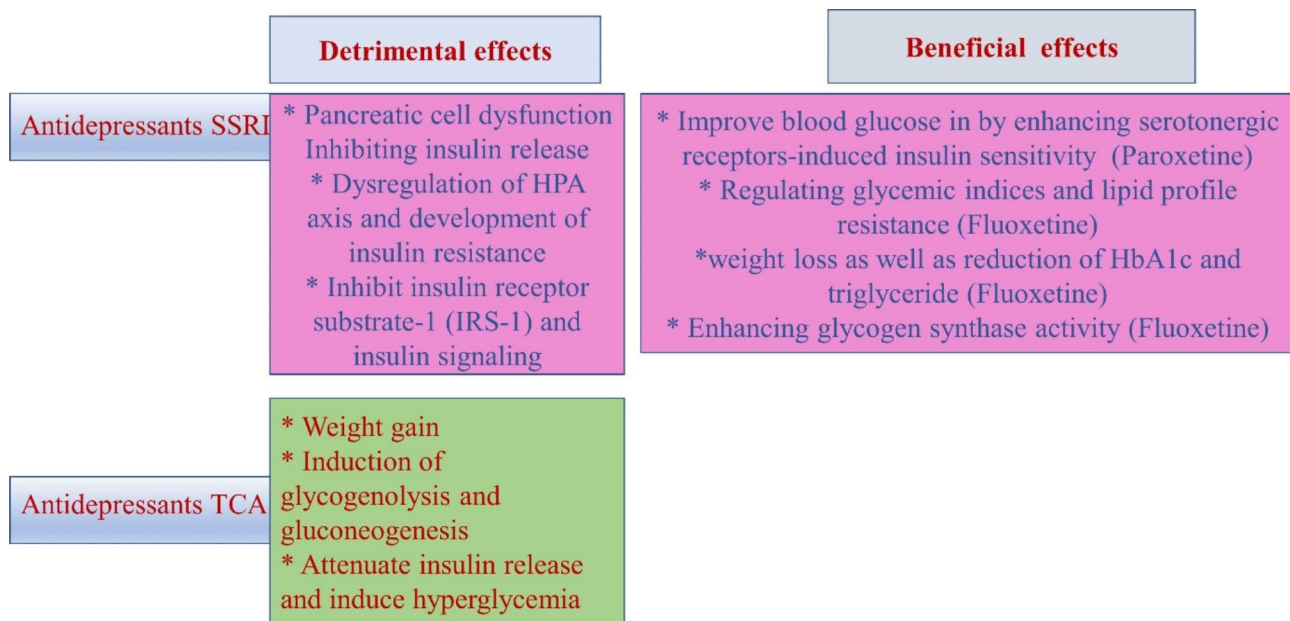 Detrimental effects
Beneficial effects
Antidepressants SSRI
* Pancreatic cell dysfunction
Inhibiting insulin release
* Dysregulation of HPA
axis and development of
insulin resistance
* Inhibit insulin receptor
substrate-1 (IRS-1) and
insulin signaling
* Improve blood glucose in by enhancing serotonergic
receptors-induced insulin sensitivity (Paroxetine)
* Regulating glycemic indices and lipid profile
resistance (Fluoxetine)
*weight loss as well as reduction of HbA1c and
triglyceride (Fluoxetine)
* Enhancing glycogen synthase activity (Fluoxetine)
Antidepressants TCA
* Weight gain
* Induction of
glycogenolysis and
gluconeogenesis
* Attenuate insulin release
and induce hyperglycemia